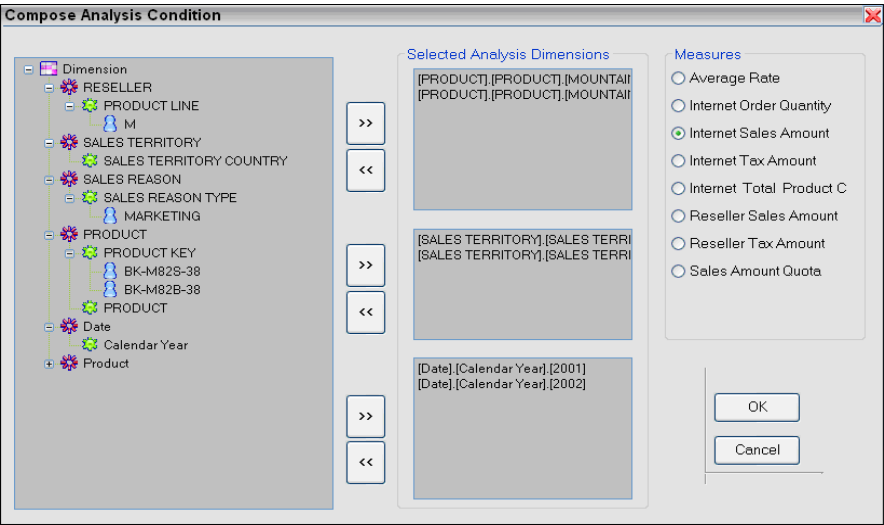 Compose Analysis Condition
Dimension
RESELLER
PRODUCT LINE
M
SALES TERRITORY
SALES TERRITORY COUNTRY
SALES REASON
SALES REASON TYPE
MARKETING
PRODUCT
PRODUCT KEY
BK-M82S-38
BK-M82B-38
PRODUCT
Date
Calendar Year
Product
>>
<<
>>
<<
>>
<<
Selected Analysis Dimensions
[PRODUCT].[PRODUCT].[MOUNTAIN
[PRODUCT].[PRODUCT].[MOUNTAIN
[SALES TERRITORY].[SALES TERRI
[SALES TERRITORY].[SALES TERRI
[Date].[Calendar Year].[2001]
[Date].[Calendar Year].[2002]
Measures
Average Rate
Internet Order Quantity
Internet Sales Amount
Internet Tax Amount
Internet Total Product C
Reseller Sales Amount
Reseller Tax Amount
Sales Amount Quota
OK
Cancel